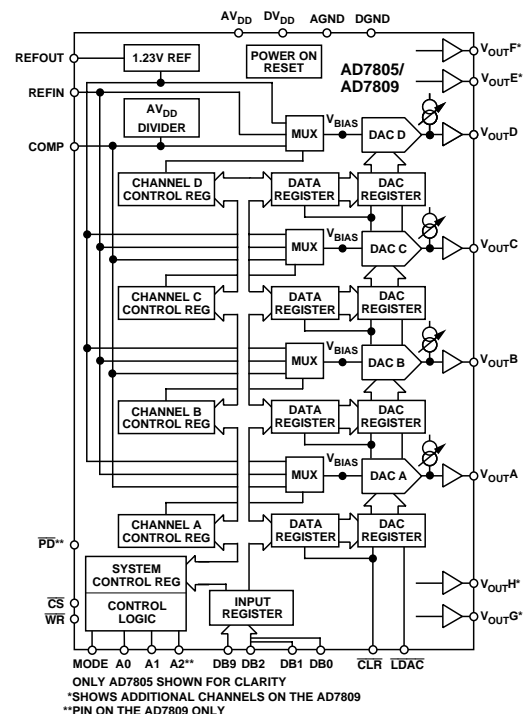 AVDD DVDD AGND DGND
REFOUT
1.23V REF
POWER ON
RESET
AD7805/
AD7809
VOUTF*
VOUTE*
REFIN
AVDD
DIVIDER
COMP
MUX
VBIAS
DAC D
VOUTD
CHANNEL D
CONTROL REG
DATA
REGISTER
DAC
REGISTER
MUX
VBIAS
DAC C
VOUTC
CHANNEL C
CONTROL REG
DATA
REGISTER
DAC
REGISTER
MUX
VBIAS
DAC B
VOUTB
CHANNEL B
CONTROL REG
DATA
REGISTER
DAC
REGISTER
MUX
VBIAS
DAC A
VOUTA
CHANNEL A
CONTROL REG
DATA
REGISTER
DAC
REGISTER
PD**
SYSTEM
CONTROL REG
CONTROL
LOGIC
INPUT
REGISTER
VOUTH*
VOUTG*
CS
WR
MODE A0 A1 A2** DB9 DB2 DB1 DB0 CLR LDAC
ONLY AD7805 SHOWN FOR CLARITY
*SHOWS ADDITIONAL CHANNELS ON THE AD7809
**PIN ON THE AD7809 ONLY